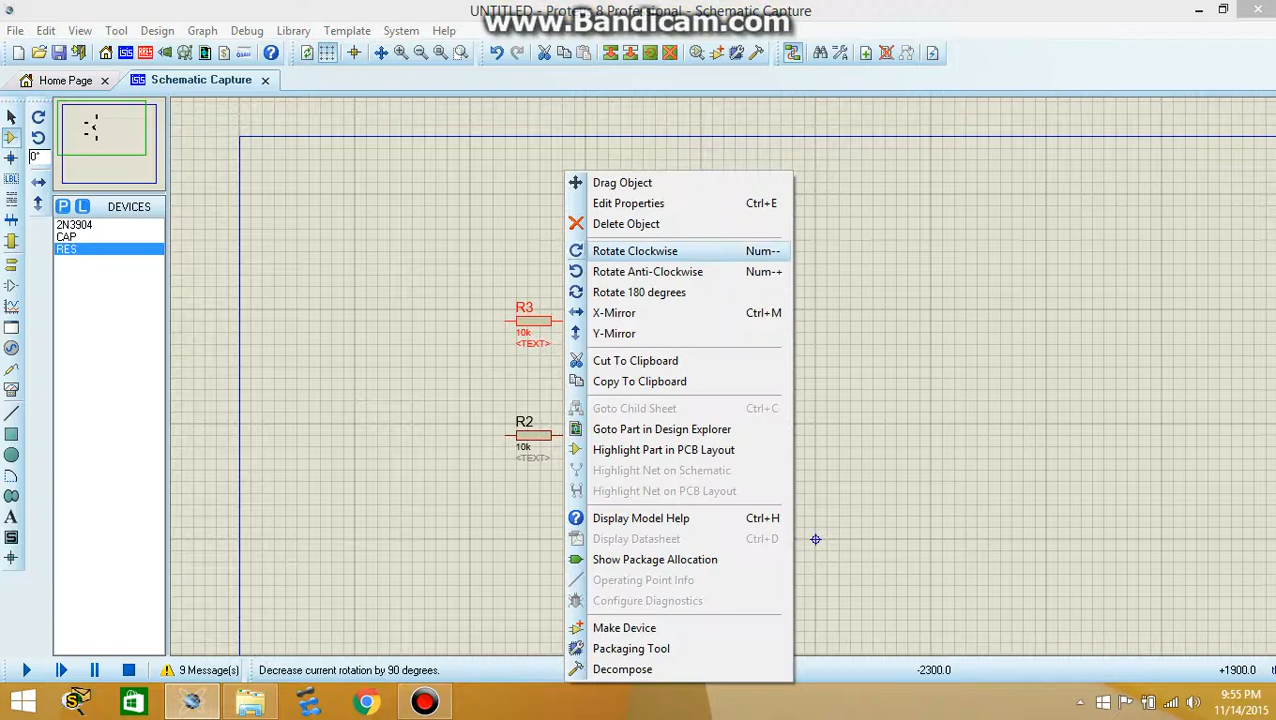 UNTITLED - Proteus 8 Professional - Schematic Capture
www.Bandicam.com
File Edit View Tool Design Graph Debug Library Template System Help
Home Page
Schematic Capture
0°
P L DEVICES
2N3904
CAP
RES
LBL
A
R3
10k
<TEXT>
R2
10k
<TEXT>
Drag Object
Edit Properties Ctrl+E
Delete Object
Rotate Clockwise Num--
Rotate Anti-Clockwise Num-+
Rotate 180 degrees
X-Mirror Ctrl+M
Y-Mirror
Cut To Clipboard
Copy To Clipboard
Goto Child Sheet Ctrl+C
Goto Part in Design Explorer
Highlight Part in PCB Layout
Highlight Net on Schematic
Highlight Net on PCB Layout
Display Model Help Ctrl+H
Display Datasheet Ctrl+D
Show Package Allocation
Operating Point Info
Configure Diagnostics
Make Device
Packaging Tool
Decompose
9 Message(s) Decrease current rotation by 90 degrees. -2300.0 +1900.0
9:55 PM
11/14/2015